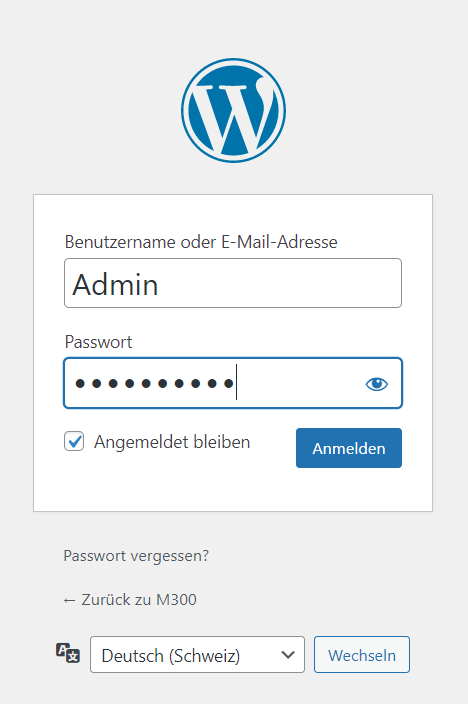 Benutzername oder E-Mail-Adresse
Admin
Passwort
••••••••••
Angemeldet bleiben
Anmelden
Passwort vergessen?
← Zurück zu M300
Deutsch (Schweiz)
Wechseln